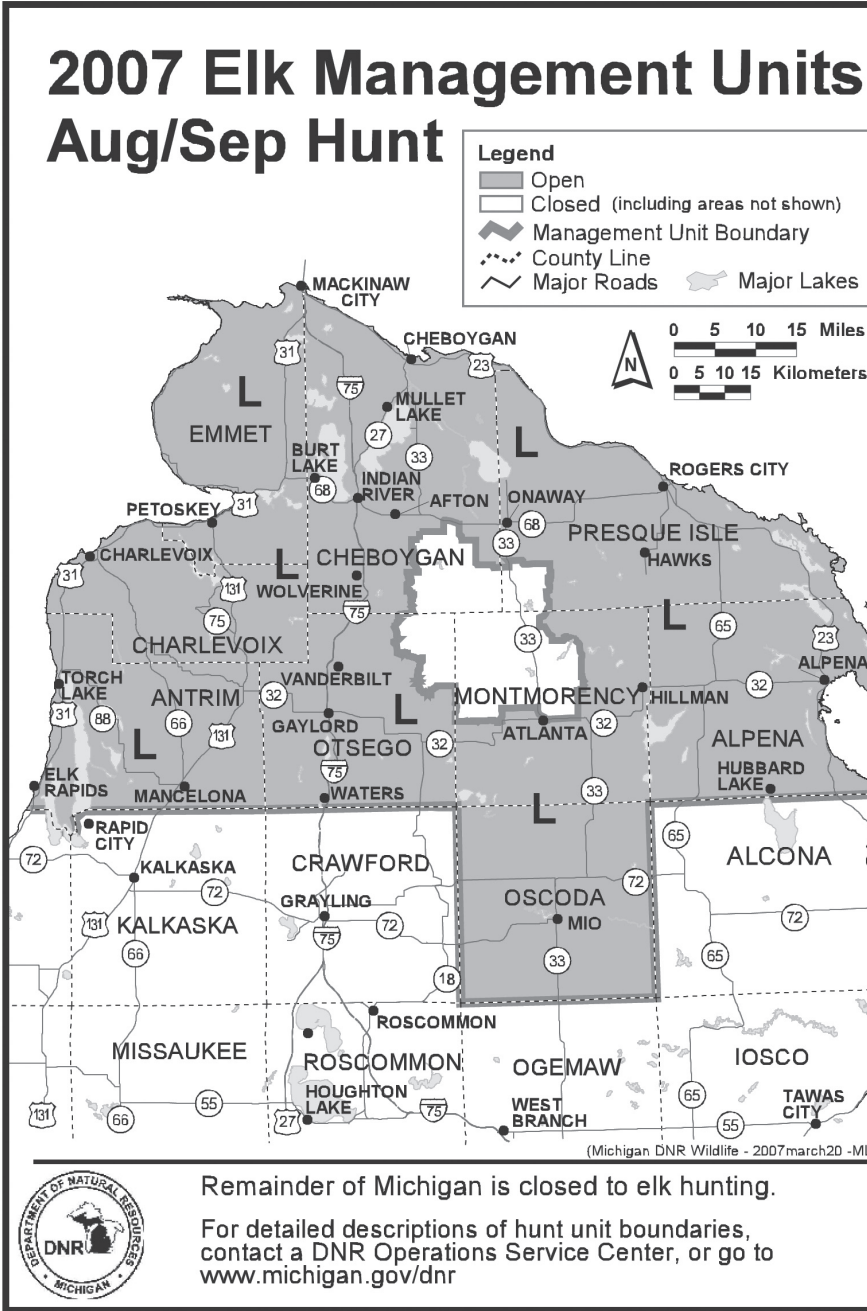 2007 Elk Management Units
Aug/Sep Hunt
Legend
Open
Closed (including areas not shown)
Management Unit Boundary
County Line
Major Roads
Major Lakes
0 5 10 15 Miles
0 5 10 15 Kilometers
N
MACKINAW
CITY
CHEBOYGAN
31
23
75
L
MULLET
LAKE
EMMET
27
L
BURT
LAKE
33
68
INDIAN
RIVER
ROGERS CITY
31
AFTON
ONAWAY
PETOSKEY
68
PRESQUE ISLE
33
CHARLEVOIX
L
CHEBOYGAN
HAWKS
31
131
WOLVERINE
75
75
L
65
33
23
CHARLEVOIX
ALPENA
TORCH
LAKE
VANDERBILT
32
ANTRIM
32
MONTMORENCY
HILLMAN
31
88
66
L
GAYLORD
32
ATLANTA
131
OTSEGO
32
ALPENA
L
75
HUBBARD
LAKE
ELK
RAPIDS
MANCELONA
WATERS
33
L
RAPID
CITY
65
72
KALKASKA
CRAWFORD
ALCONA
72
72
OSCODA
GRAYLING
MIO
72
131
KALKASKA
72
75
66
33
65
18
ROSCOMMON
MISSAUKEE
ROSCOMMON
OGEMAW
IOSCO
HOUGHTON
LAKE
65
131
66
55
27
75
WEST
BRANCH
55
TAWAS
CITY
(Michigan DNR Wildlife - 2007march20 -MI
DEPARTMENT OF NATURAL RESOURCES
DNR
MICHIGAN
Remainder of Michigan is closed to elk hunting.
For detailed descriptions of hunt unit boundaries,
contact a DNR Operations Service Center, or go to
www.michigan.gov/dnr